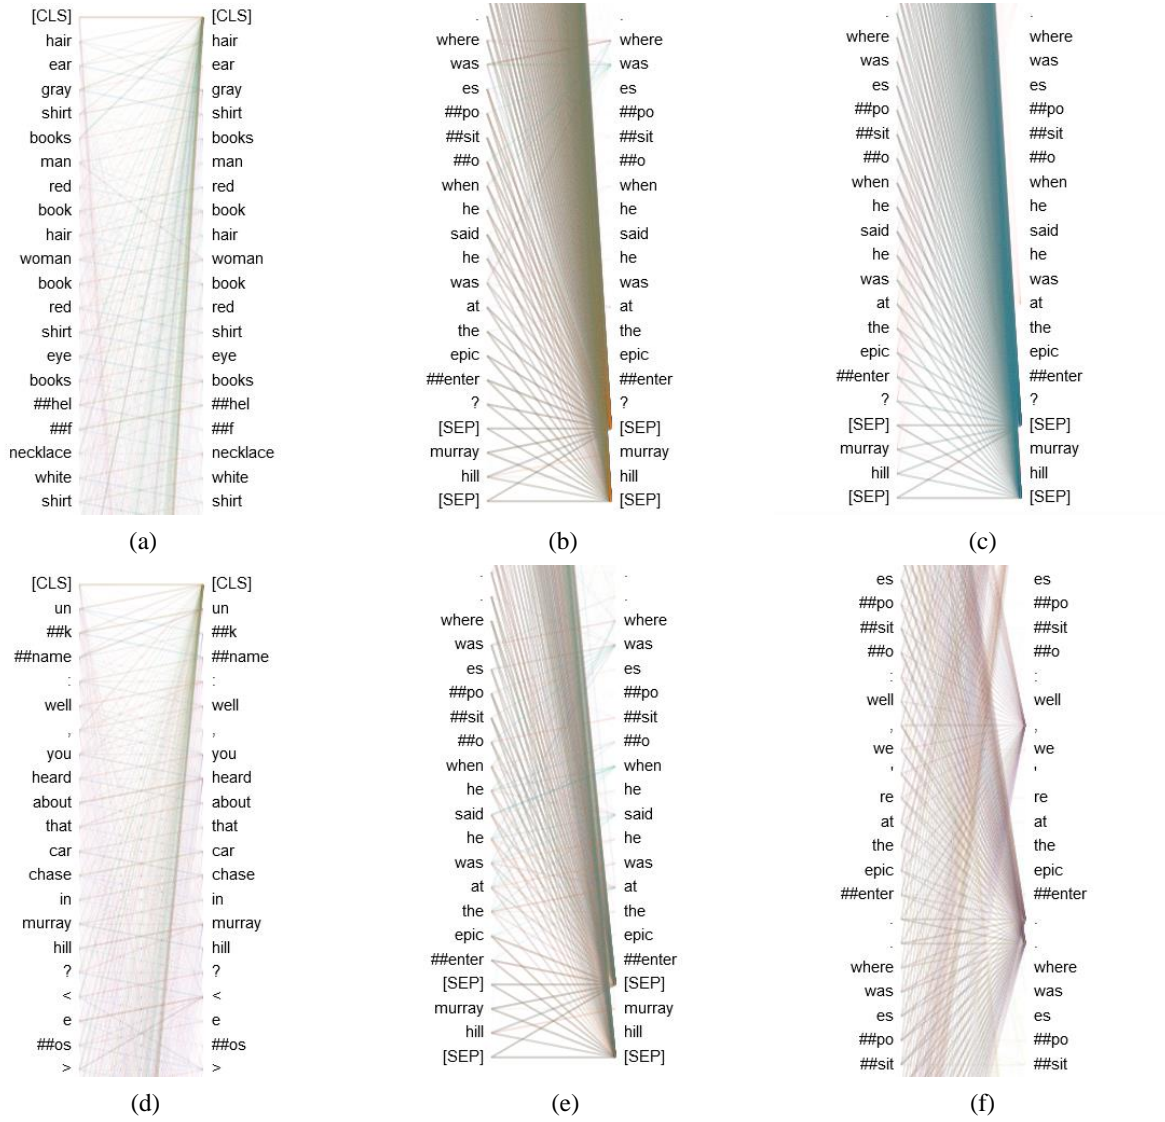 [CLS] [CLS]
hair hair
ear ear
gray gray
shirt shirt
books books
man man
red red
book book
hair hair
woman woman
book book
red red
shirt shirt
eye eye
books books
##hel ##hel
##f ##f
necklace necklace
white white
shirt shirt
(a)
. .
where where
was was
es es
##po ##po
##sit ##sit
##o ##o
when when
he he
said said
he he
was was
at at
the the
epic epic
##enter ##enter
? ?
[SEP] [SEP]
murray murray
hill hill
[SEP] [SEP]
(b)
. .
where where
was was
es es
##po ##po
##sit ##sit
##o ##o
when when
he he
said said
he he
was was
at at
the the
epic epic
##enter ##enter
? ?
[SEP] [SEP]
murray murray
hill hill
[SEP] [SEP]
(c)
[CLS] [CLS]
un un
##k ##k
##name ##name
: :
well well
, ,
you you
heard heard
about about
that that
car car
chase chase
in in
murray murray
hill hill
? ?
< <
e e
##os ##os
> >
(d)
. .
. .
where where
was was
es es
##po ##po
##sit ##sit
##o ##o
when when
he he
said said
he he
was was
at at
the the
epic epic
##enter ##enter
[SEP] [SEP]
murray murray
hill hill
[SEP] [SEP]
(e)
es es
##po ##po
##sit ##sit
##o ##o
: :
well well
, ,
we we
' '
re re
at at
the the
epic epic
##enter ##enter
. .
. .
where where
was was
es es
##po ##po
##sit ##sit
(f)